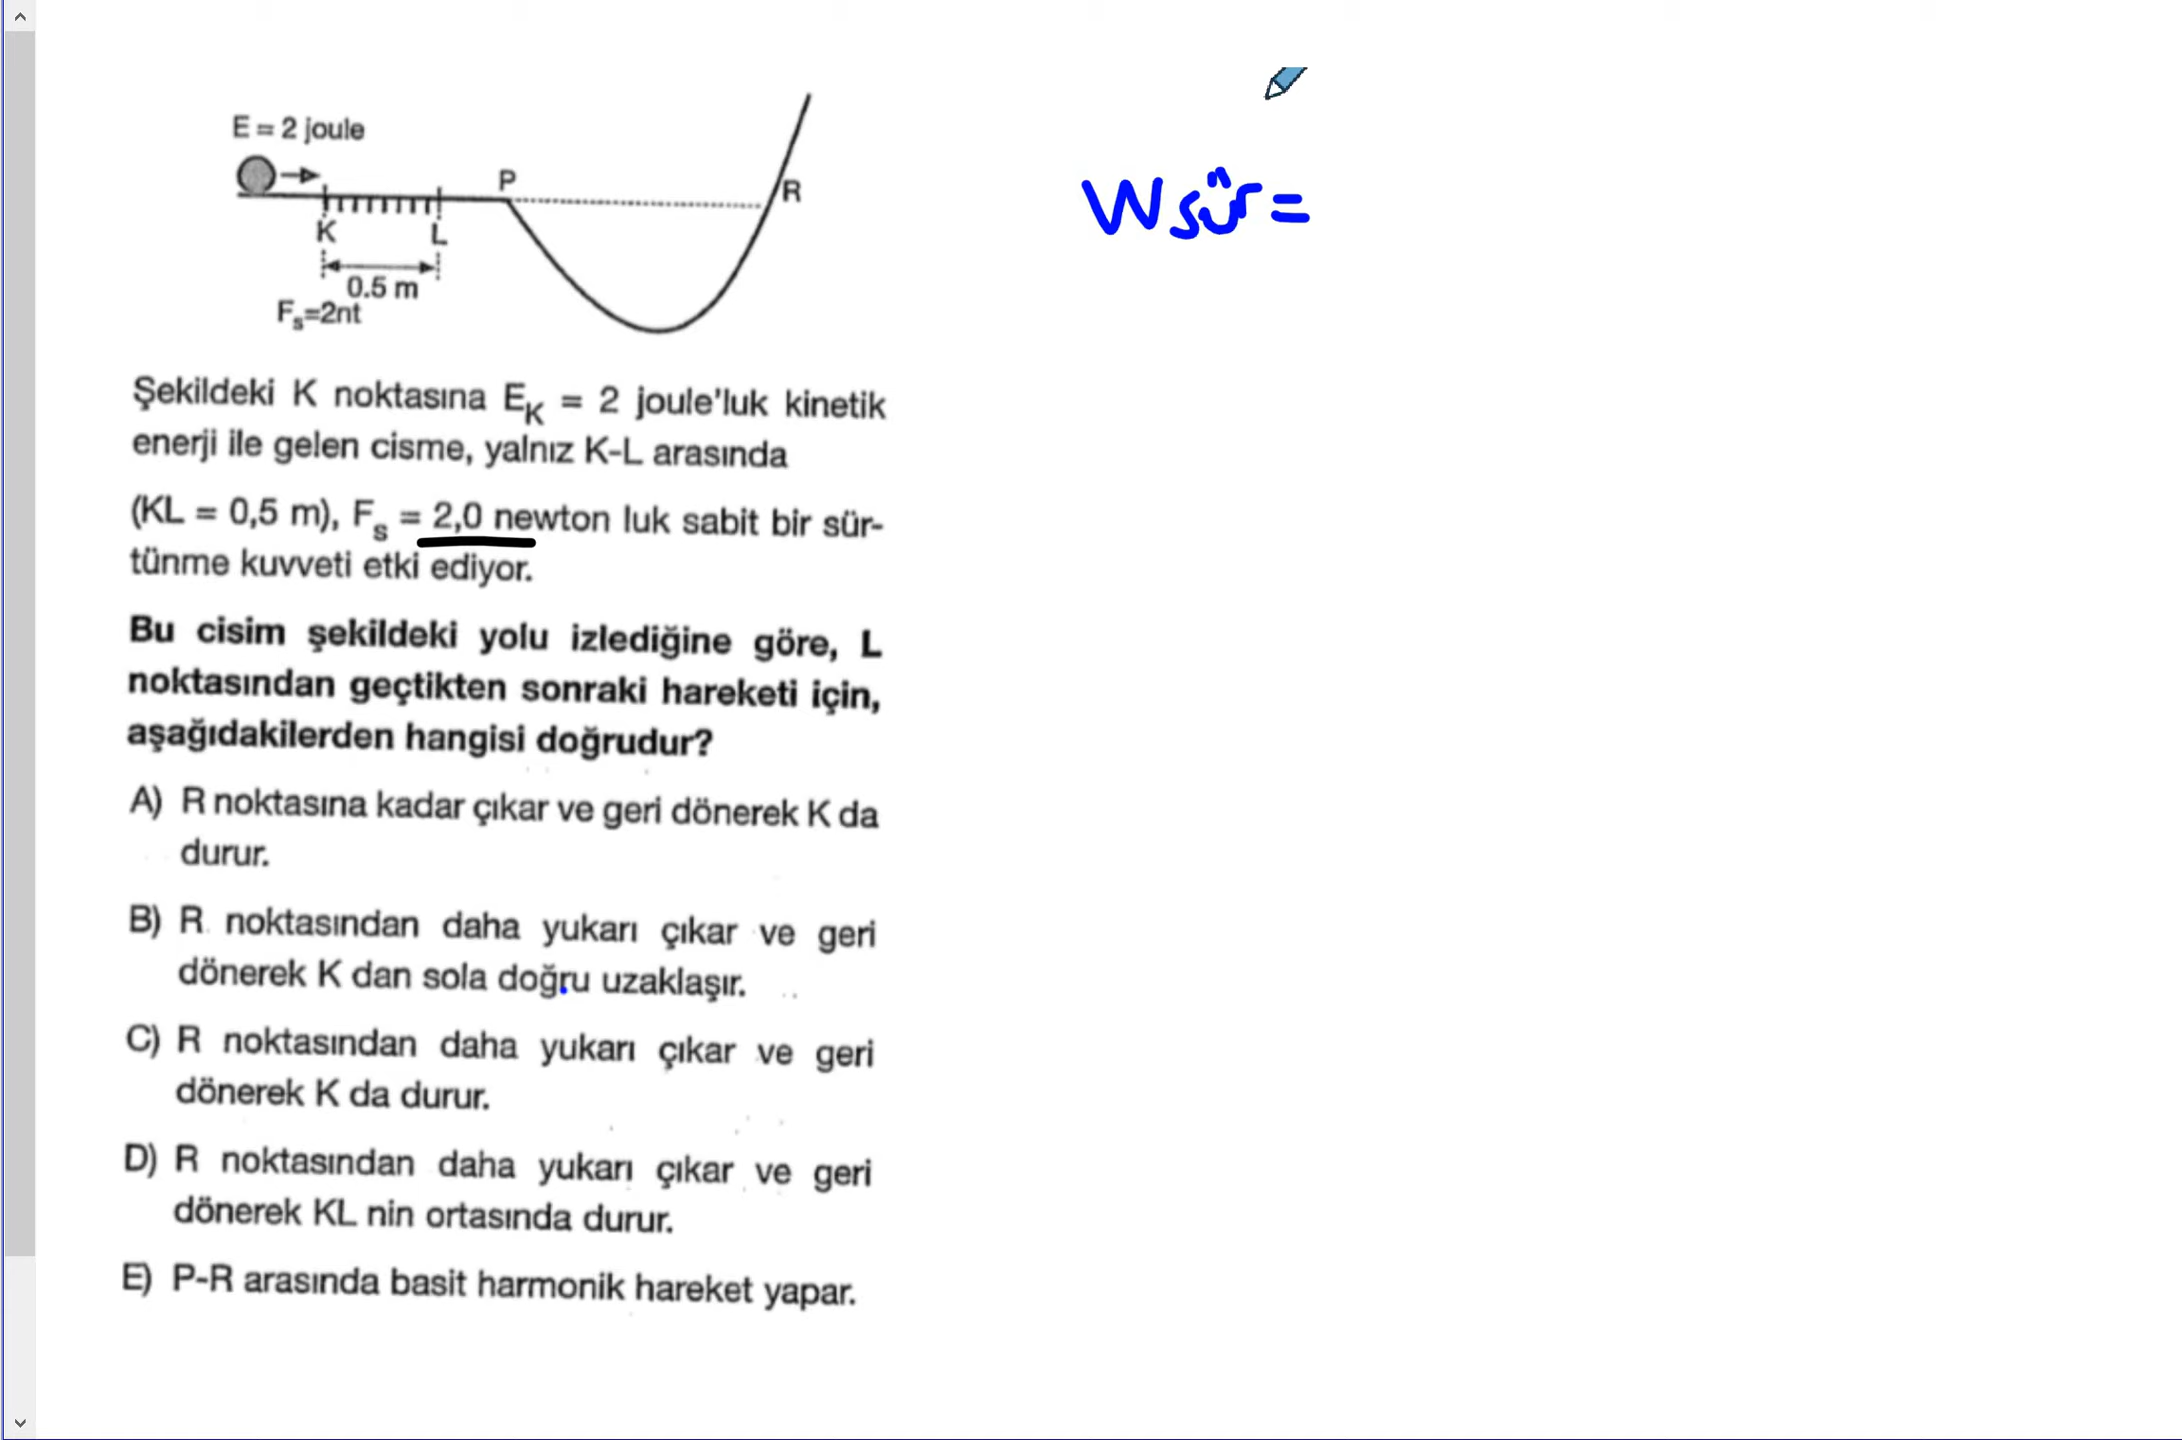 E = 2 joule
P
R
K
L
0.5 m
Fs=2nt
Wsür=
Şekildeki K noktasına EK = 2 joule'luk kinetik
enerji ile gelen cisme, yalnız K-L arasında
(KL = 0,5 m), Fs = 2,0 newton luk sabit bir sür-
tünme kuvveti etki ediyor.
Bu cisim şekildeki yolu izlediğine göre, L
noktasından geçtikten sonraki hareketi için,
aşağıdakilerden hangisi doğrudur?
A) R noktasına kadar çıkar ve geri dönerek K da
durur.
B) R noktasından daha yukarı çıkar ve geri
dönerek K dan sola doğru uzaklaşır.
C) R noktasından daha yukarı çıkar ve geri
dönerek K da durur.
D) R noktasından daha yukarı çıkar ve geri
dönerek KL nin ortasında durur.
E) P-R arasında basit harmonik hareket yapar.